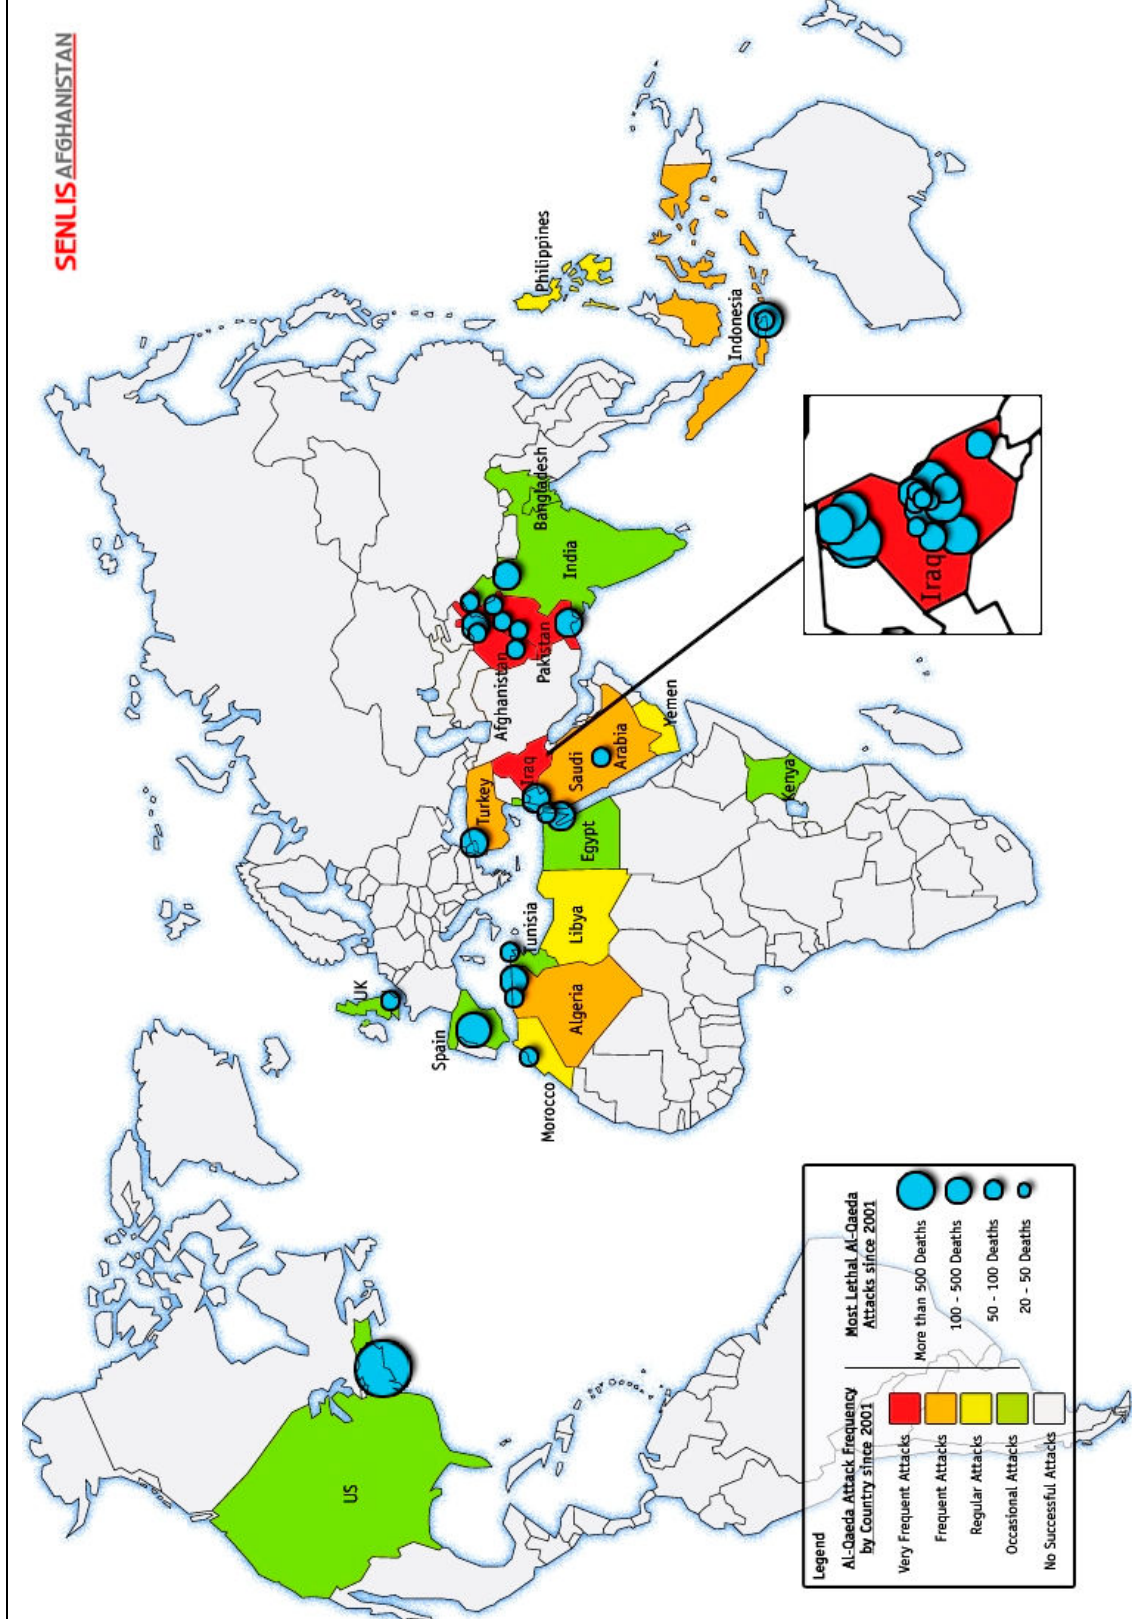 SENLIS AFGHANISTAN
US
UK
Spain
Morocco
Algeria
Tunisia
Libya
Egypt
Turkey
Iraq
Saudi
Arabia
Yemen
Kenya
Afghanistan
Pakistan
India
Bangladesh
Philippines
Indonesia
Iraq
Legend
Al-Qaeda Attack Frequency
by Country since 2001
Very Frequent Attacks
Frequent Attacks
Regular Attacks
Occasional Attacks
No Successful Attacks
Most Lethal Al-Qaeda
Attacks since 2001
More than 500 Deaths
100 - 500 Deaths
50 - 100 Deaths
20 - 50 Deaths